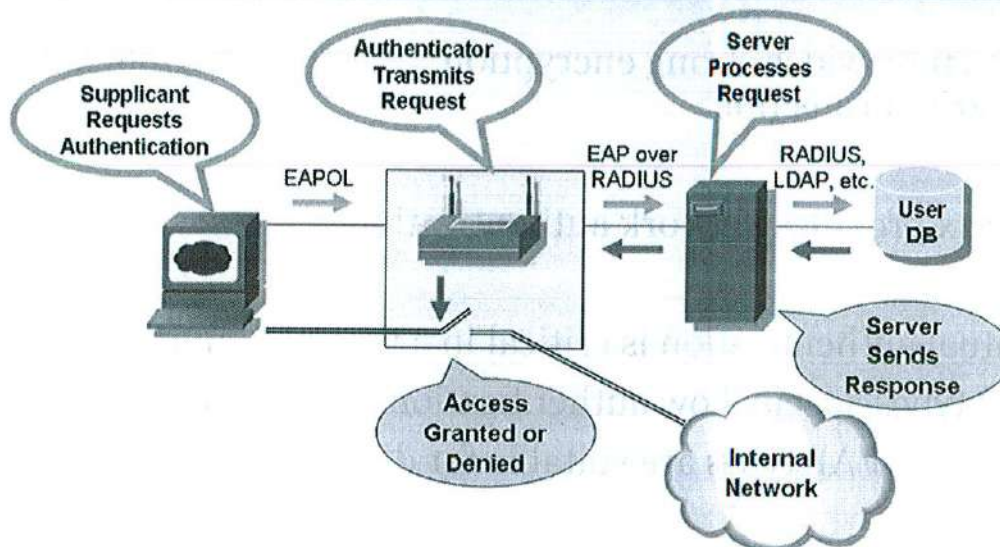 Supplicant
Requests
Authentication
Authenticator
Transmits
Request
Server
Processes
Request
EAPOL
EAP over
RADIUS
RADIUS,
LDAP, etc.
User
DB
Server
Sends
Response
Access
Granted or
Denied
Internal
Network